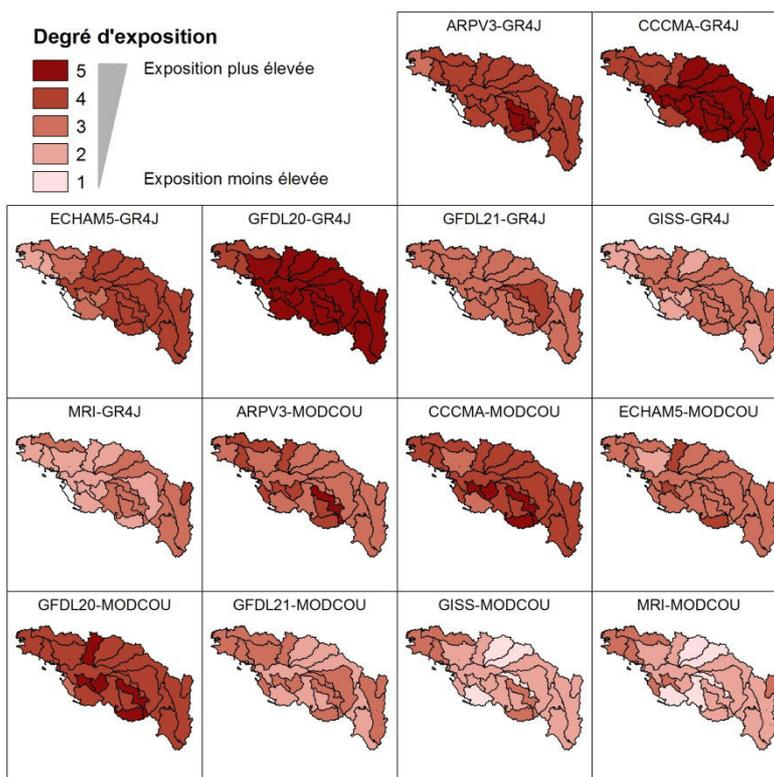 Degré d'exposition
5 Exposition plus élevée
4
3
2
1 Exposition moins élevée
ARPV3-GR4J
CCCMA-GR4J
ECHAM5-GR4J
GFDL20-GR4J
GFDL21-GR4J
GISS-GR4J
MRI-GR4J
ARPV3-MODCOU
CCCMA-MODCOU
ECHAM5-MODCOU
GFDL20-MODCOU
GFDL21-MODCOU
GISS-MODCOU
MRI-MODCOU